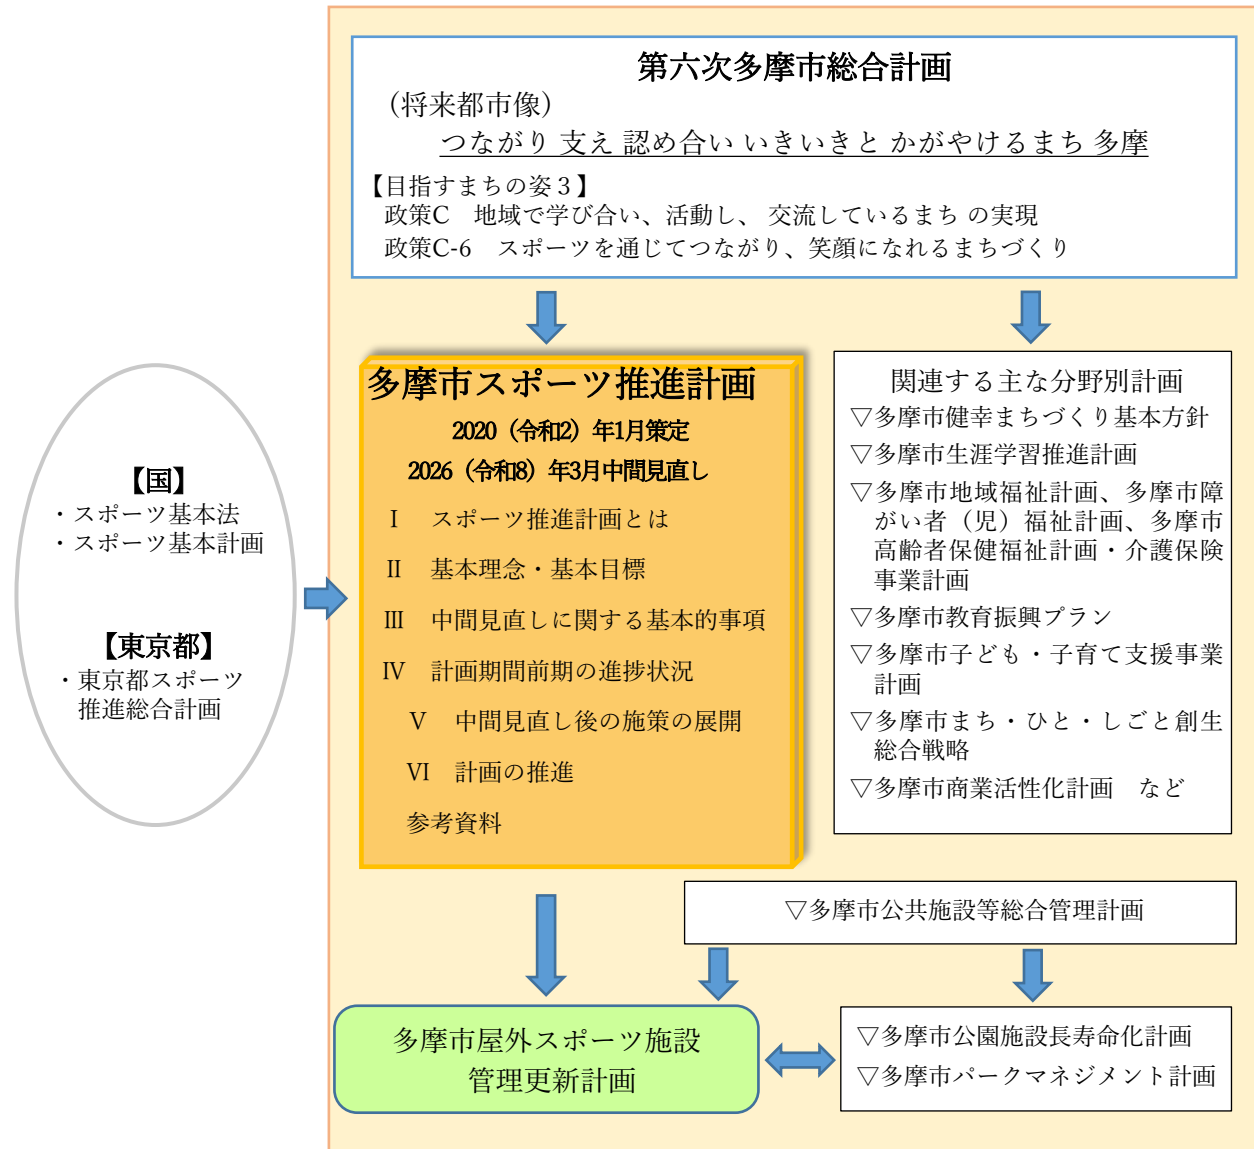 第六次多摩市総合計画
（将来都市像）
つながり 支え 認め合い いきいきと かがやけるまち 多摩
【目指すまちの姿３】
政策C　地域で学び合い、活動し、 交流しているまち の実現
政策C-6　スポーツを通じてつながり、笑顔になれるまちづくり
【国】
・スポーツ基本法
・スポーツ基本計画
【東京都】
・東京都スポーツ
推進総合計画
多摩市スポーツ推進計画
2020（令和2）年1月策定
2026（令和8）年3月中間見直し
Ⅰ　スポーツ推進計画とは
Ⅱ　基本理念・基本目標
Ⅲ　中間見直しに関する基本的事項
Ⅳ　計画期間前期の進捗状況
Ⅴ　中間見直し後の施策の展開
Ⅵ　計画の推進
参考資料
関連する主な分野別計画
▽多摩市健幸まちづくり基本方針
▽多摩市生涯学習推進計画
▽多摩市地域福祉計画、多摩市障
がい者（児）福祉計画、多摩市
高齢者保健福祉計画・介護保険
事業計画
▽多摩市教育振興プラン
▽多摩市子ども・子育て支援事業
計画
▽多摩市まち・ひと・しごと創生
総合戦略
▽多摩市商業活性化計画　など
▽多摩市公共施設等総合管理計画
多摩市屋外スポーツ施設
管理更新計画
▽多摩市公園施設長寿命化計画
▽多摩市パークマネジメント計画